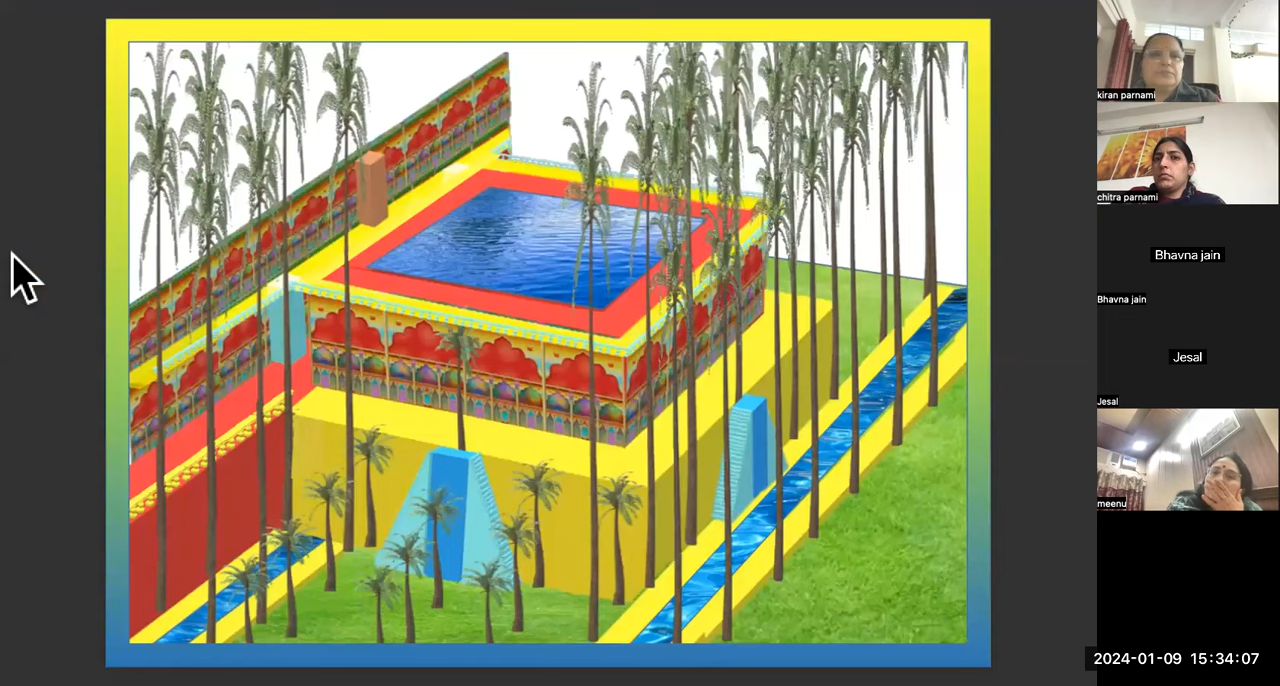 kiran parnami
chitra parnami
Bhavna jain
Bhavna jain
Jesal
Jesal
meenu
2024-01-09 15:34:07